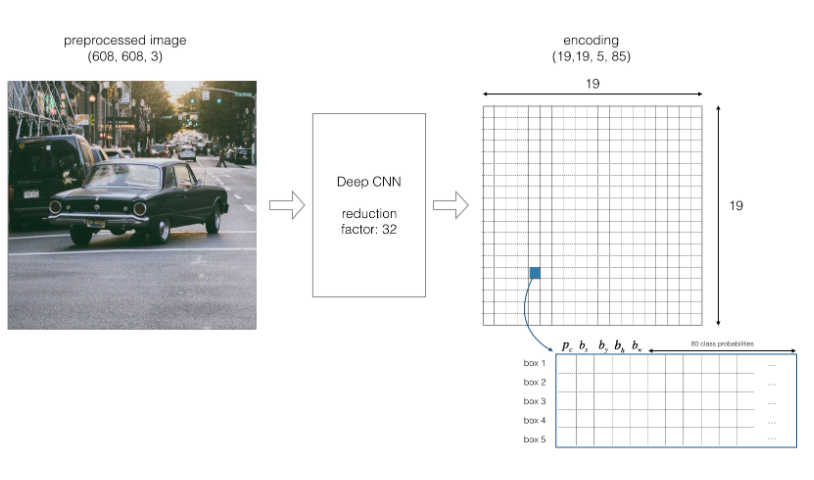 preprocessed image
(608, 608, 3)
encoding
(19,19, 5, 85)
19
Deep CNN
reduction
factor: 32
19
p_c b_x b_y b_h b_w 80 class probabilities
box 1 ...
box 2 ...
box 3 ...
box 4 ...
box 5 ...